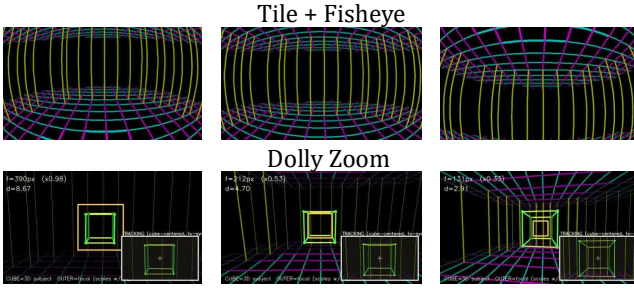 Tile + Fisheye
Dolly Zoom
f=390px (x0.98)
d=8.67
f=212px (x0.53)
d=4.70
f=131px (x0.33)
d=2.91
TRACKING (cube-centered,
TRACKING (cube-centered,
TRACKING (cube-centered,
CUBE=3D subject OUTER=focal (scales w/
CUBE=3D subject OUTER=focal (scales w/
CUBE=3D subject OUTER=focal (scales w/